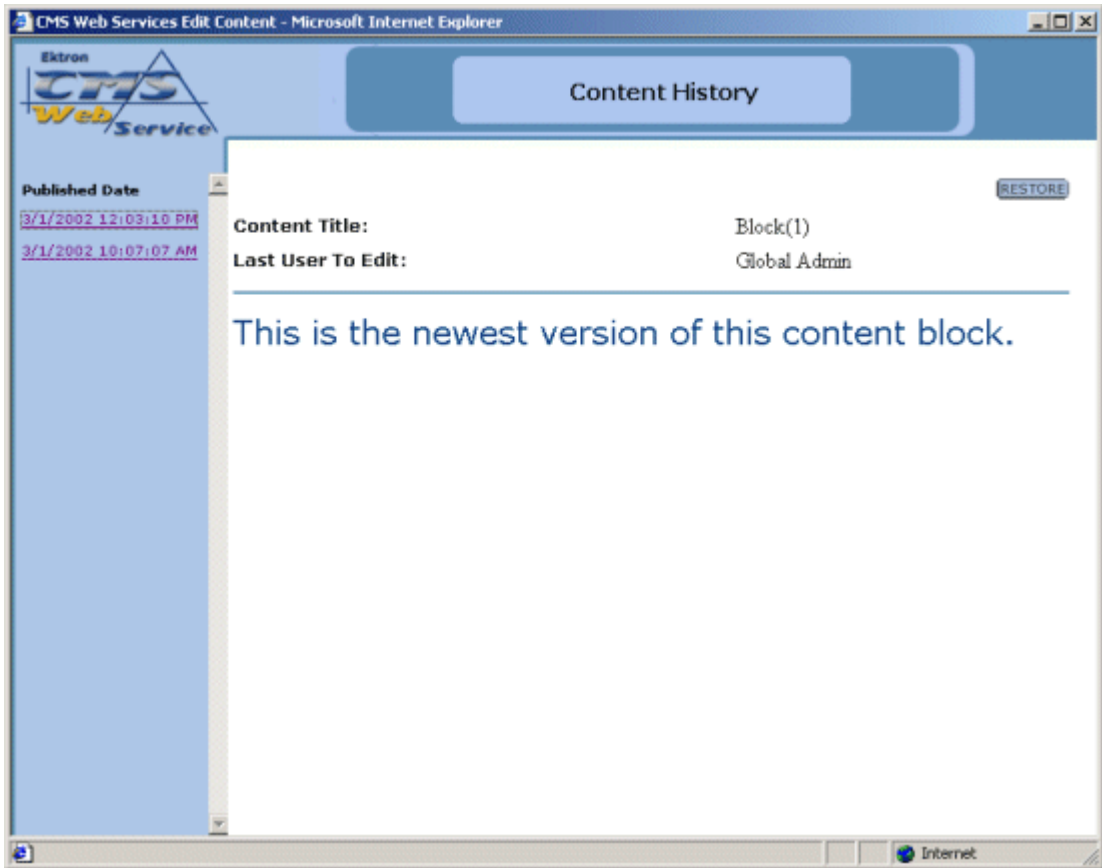 CMS Web Services Edit Content - Microsoft Internet Explorer
Ektron
CMS
Web
Service
Content History
Published Date
3/1/2002 12:03:10 PM
3/1/2002 10:07:07 AM
RESTORE
Content Title: Block(1)
Last User To Edit: Global Admin
This is the newest version of this content block.
Internet